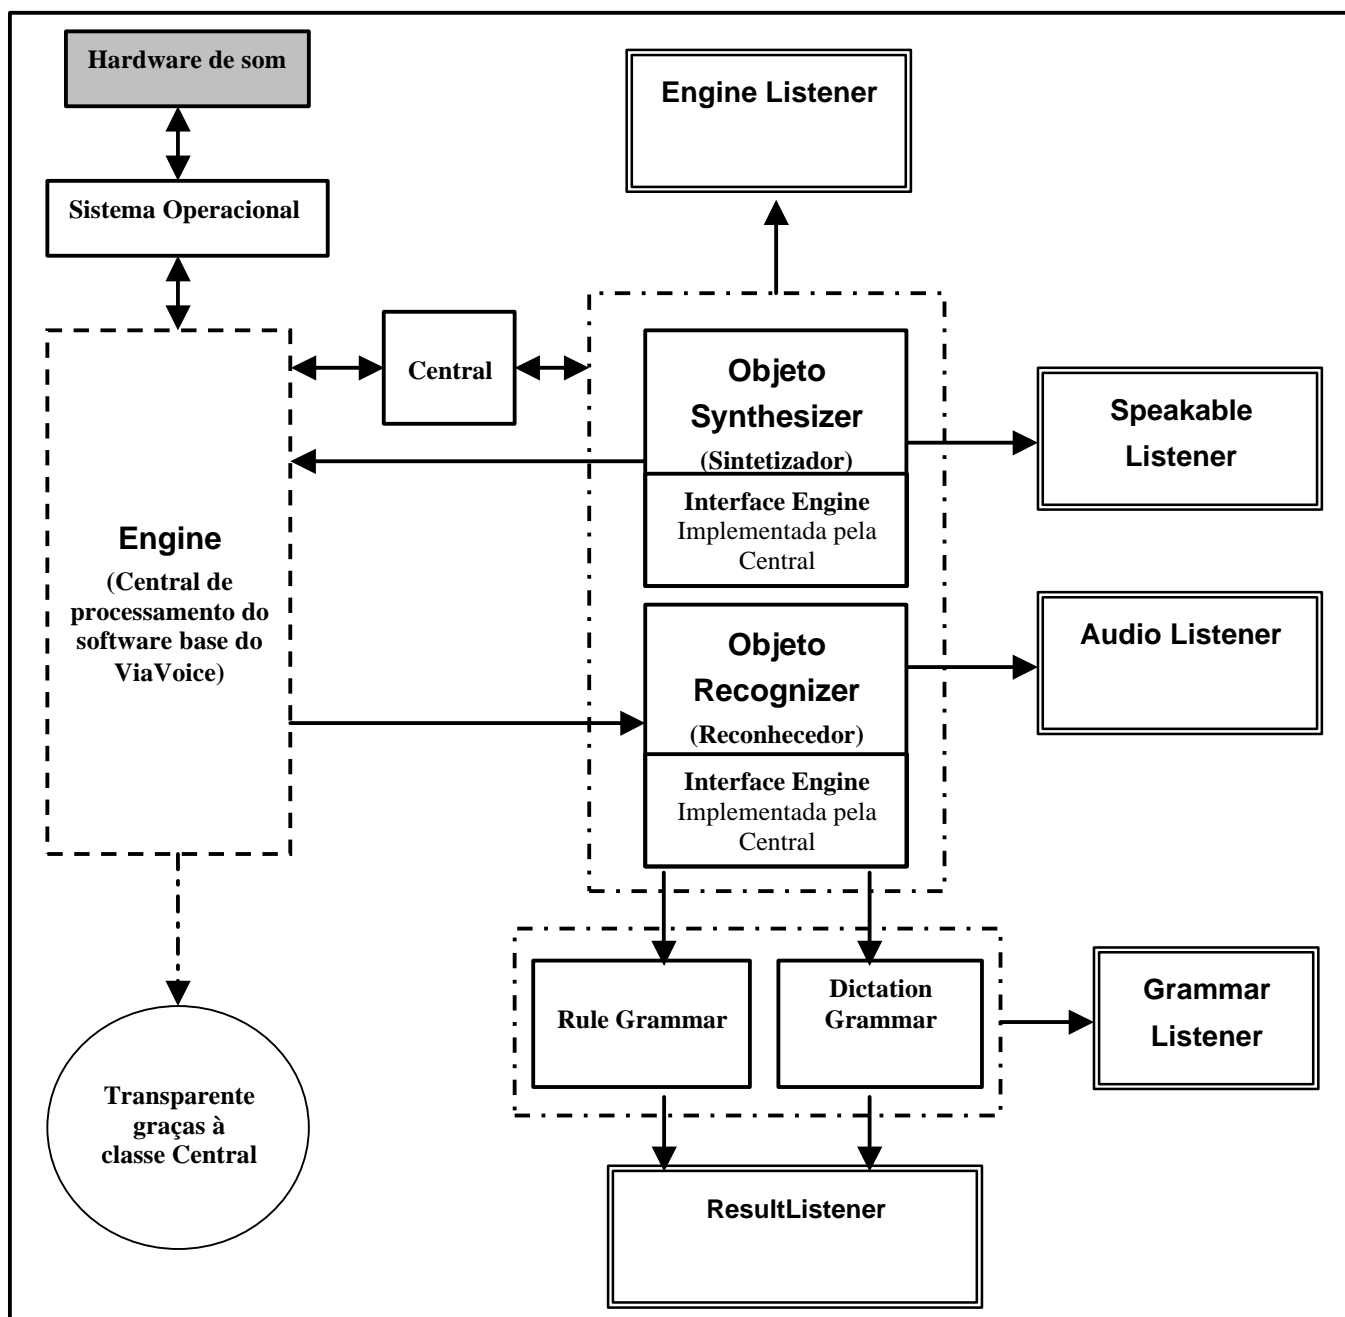 Hardware de som
Engine Listener
Sistema Operacional
Central
Objeto
Synthesizer
(Sintetizador)
Interface Engine
Implementada pela
Central
Speakable
Listener
Engine
(Central de
processamento do
software base do
ViaVoice)
Objeto
Recognizer
(Reconhecedor)
Interface Engine
Implementada pela
Central
Audio Listener
Rule Grammar
Dictation
Grammar
Grammar
Listener
Transparente
graças à
classe Central
ResultListener